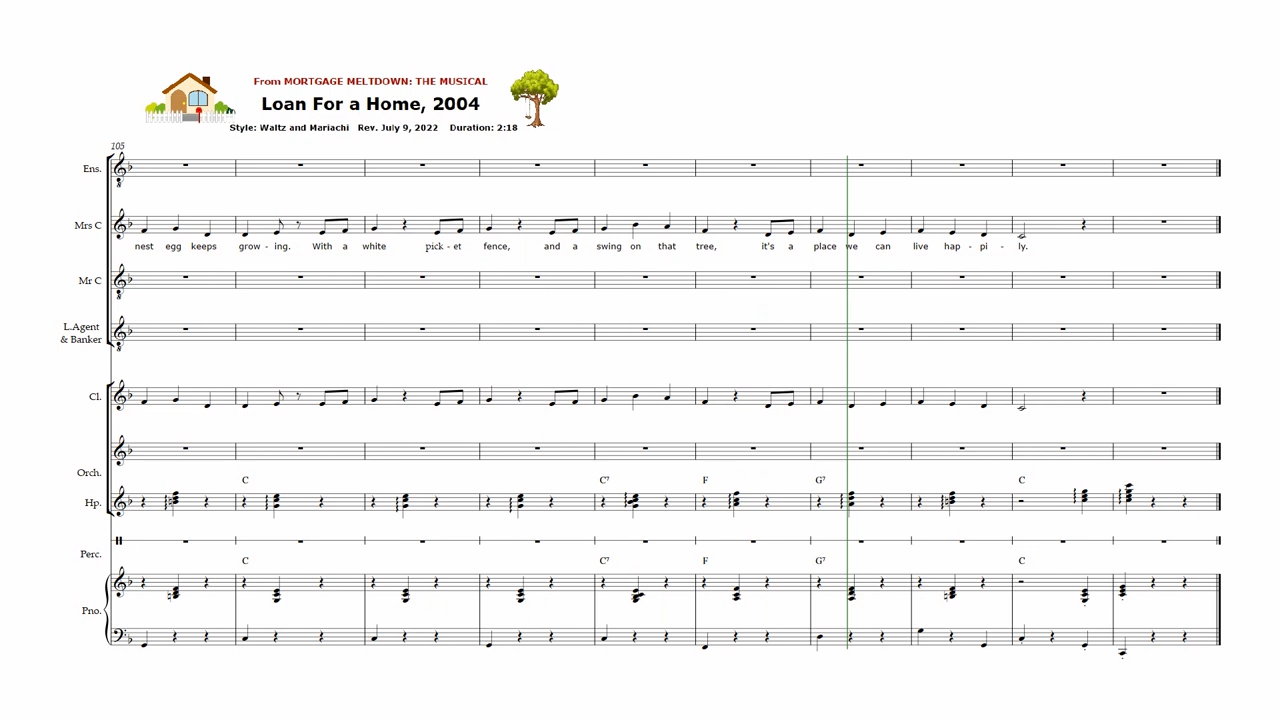 From MORTGAGE MELTDOWN: THE MUSICAL
Loan For a Home, 2004
Style: Waltz and Mariachi Rev. July 9, 2022 Duration: 2:18
105
Ens.
Mrs C
nest egg keeps grow - ing. With a white pick - et fence, and a swing on that tree, it's a place we can live hap - pi - ly.
Mr C
L.Agent
& Banker
Cl.
Orch.
C C7 F G7 C
Hp.
Perc.
C C7 F G7 C
Pno.